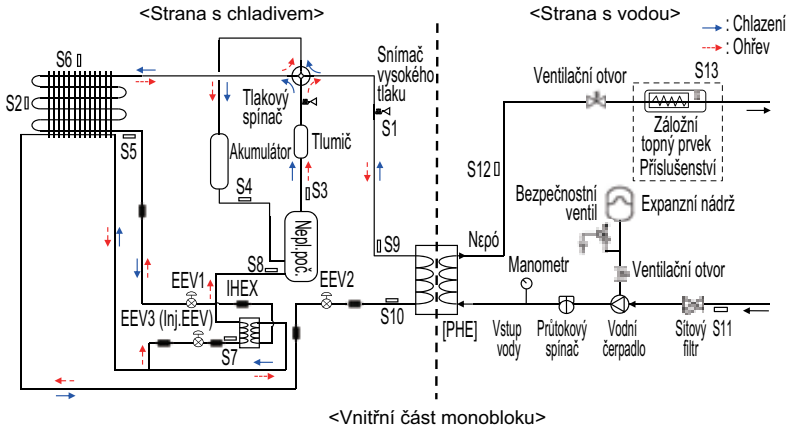 <Strana s chladivem>
<Strana s vodou>
: Chlazení
: Ohřev
S6
S2
S5
Snímač
vysokého
tlaku
S1
Tlakový
spínač
Tlumič
Akumulátor
S4
S3
Nepl.poč.
S8
S9
EEV1
IHEX
EEV2
EEV3 (Inj.EEV)
S7
S10
[PHE]
Ventilační otvor
S13
Záložní
topný prvek
Příslušenství
S12
Bezpečnostní
ventil
Expanzní nádrž
Νερό
Manometr
Ventilační otvor
Vstup
vody
Průtokový
spínač
Vodní
čerpadlo
Sítový
filtr
S11
<Vnitřní část monobloku>